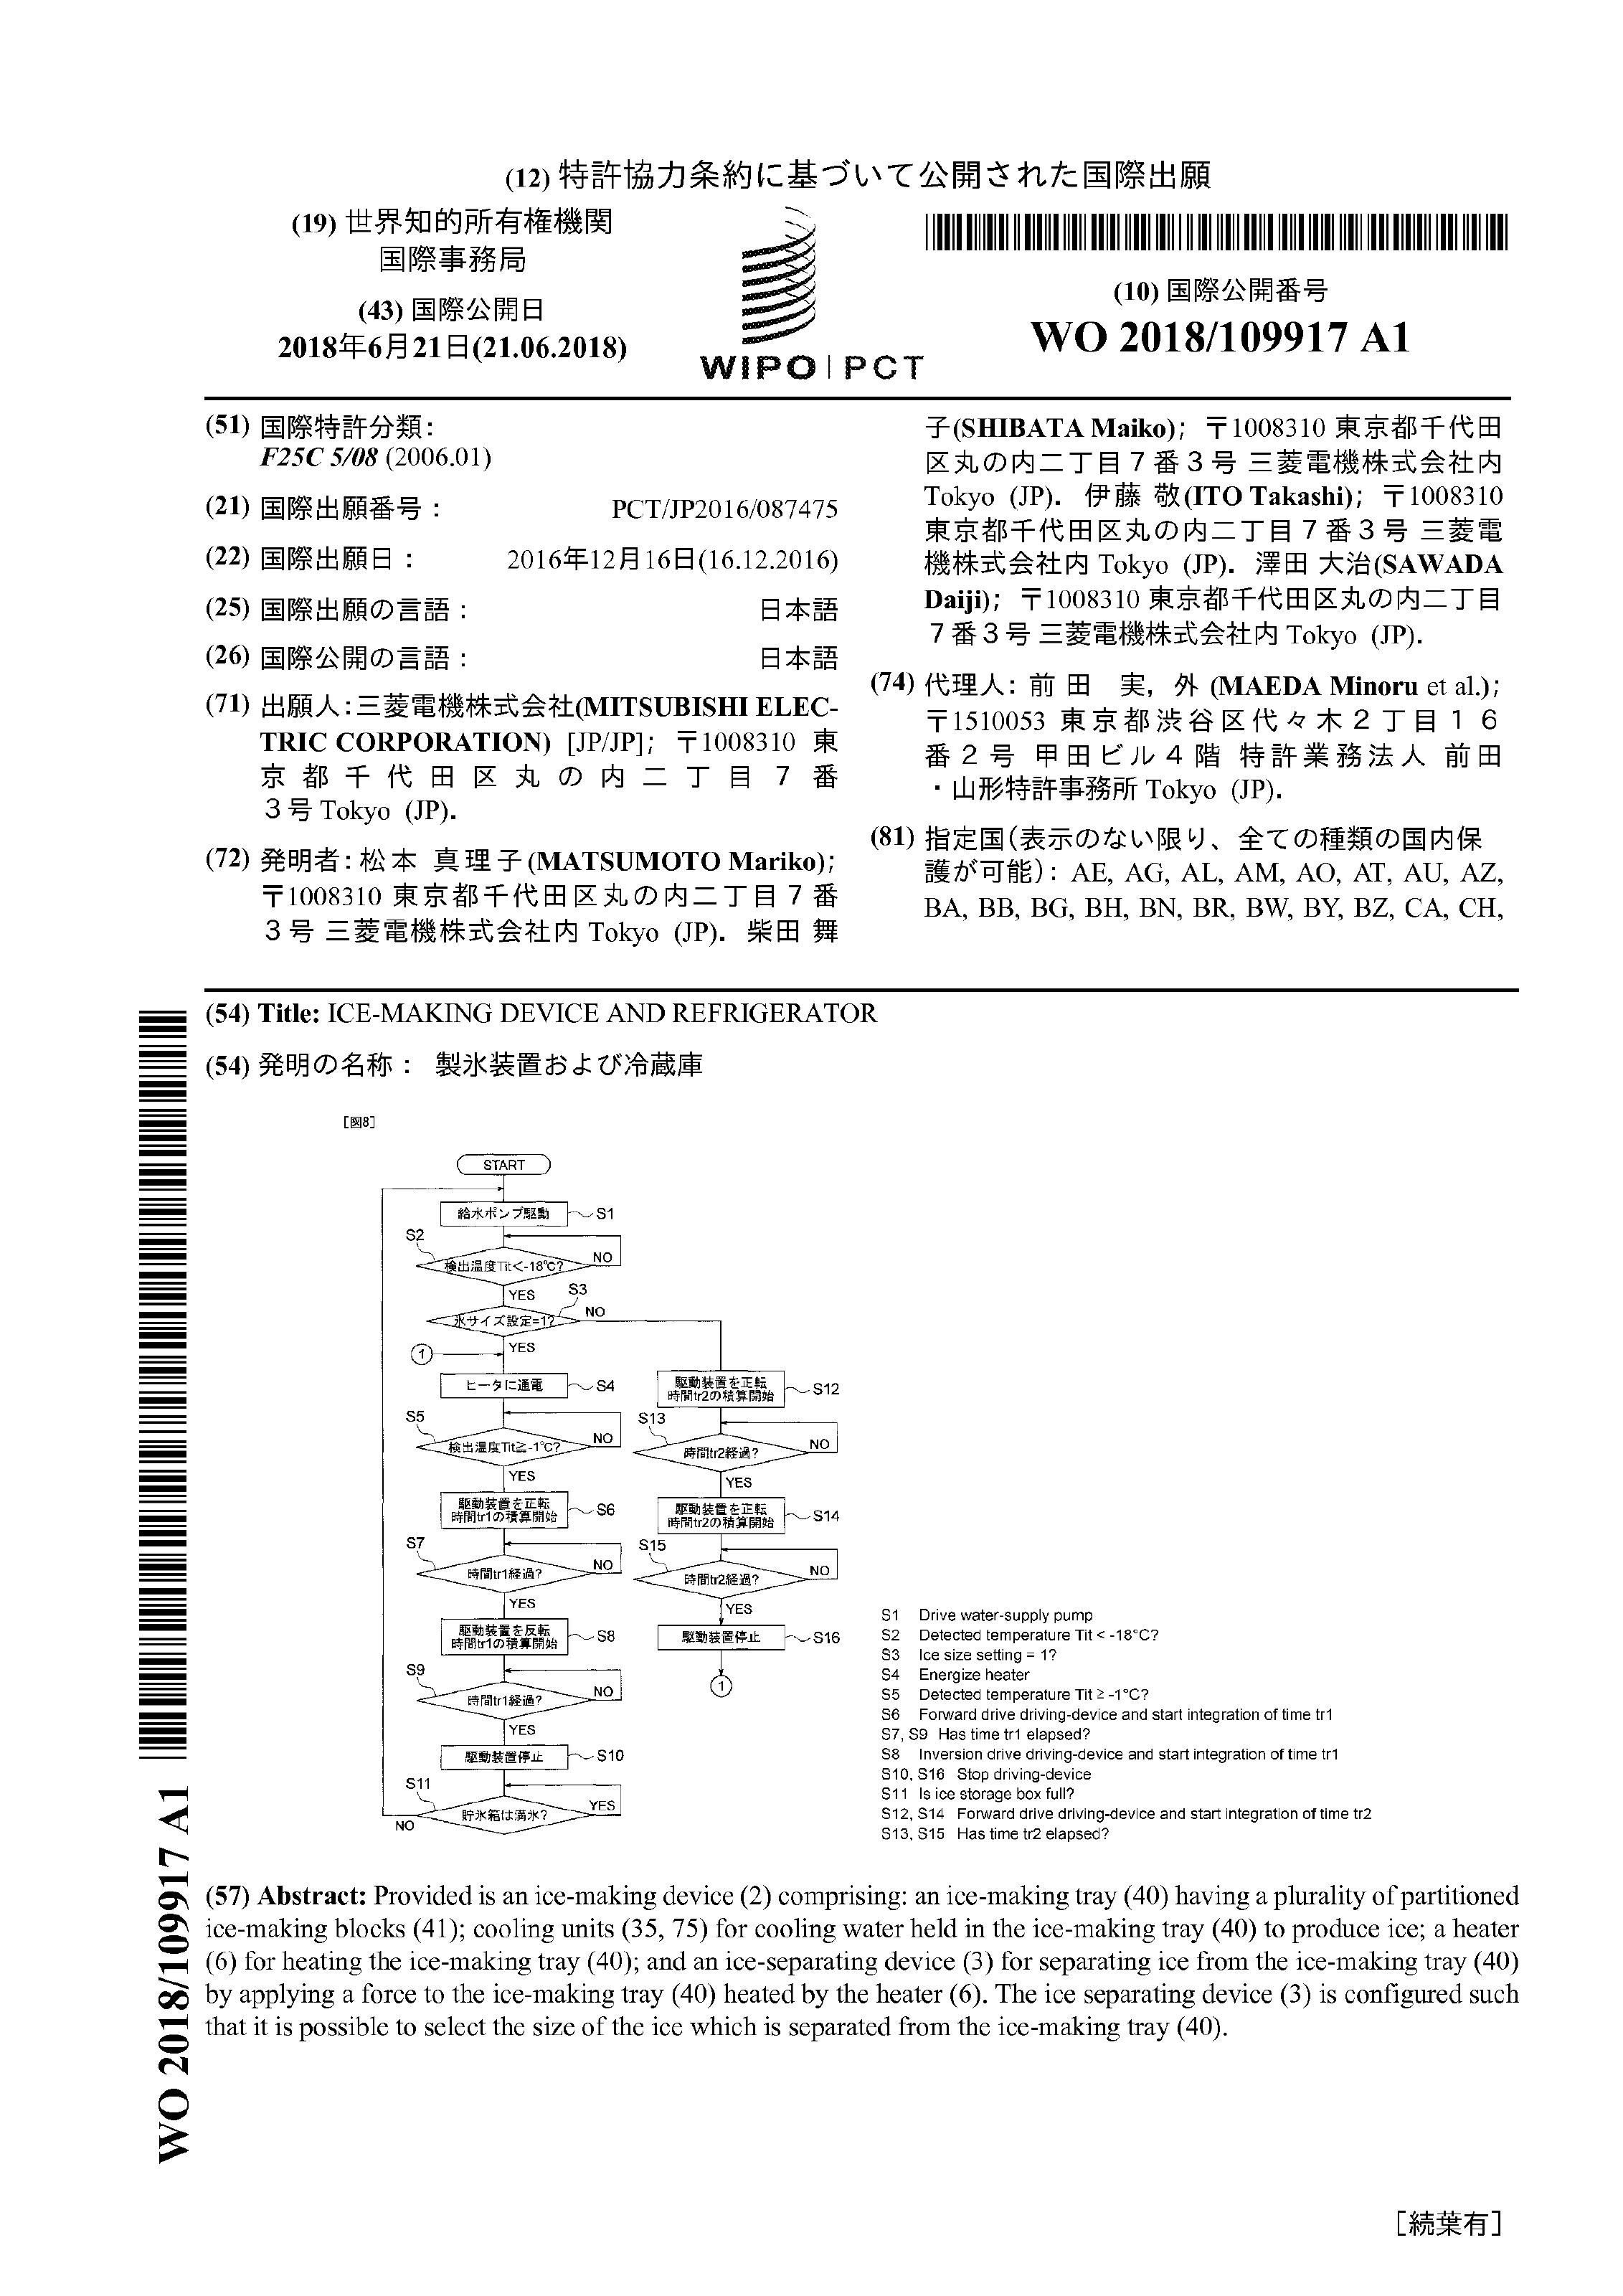 (12) 特許協力条約に基づいて公開された国際出願
(19) 世界知的所有権機関
国際事務局
(43) 国際公開日
2018年6月21日(21.06.2018)
WIPO | PCT
(10) 国際公開番号
WO 2018/109917 A1
(51) 国際特許分類:
F25C 5/08 (2006.01)
(21) 国際出願番号: PCT/JP2016/087475
(22) 国際出願日: 2016年12月16日(16.12.2016)
(25) 国際出願の言語: 日本語
(26) 国際公開の言語: 日本語
(71) 出願人:三菱電機株式会社(MITSUBISHI ELEC-
TRIC CORPORATION) [JP/JP]; 〒1008310 東
京都千代田区丸の内二丁目7番
3号 Tokyo (JP).
(72) 発明者:松本 真理子(MATSUMOTO Mariko);
〒1008310 東京都千代田区丸の内二丁目7番
3号 三菱電機株式会社内 Tokyo (JP). 柴田 舞
子(SHIBATA Maiko); 〒1008310 東京都千代田
区丸の内二丁目7番3号 三菱電機株式会社内
Tokyo (JP). 伊藤 敬(ITO Takashi); 〒1008310
東京都千代田区丸の内二丁目7番3号 三菱電
機株式会社内 Tokyo (JP). 澤田 大治(SAWADA
Daiji); 〒1008310 東京都千代田区丸の内二丁目
7番3号 三菱電機株式会社内 Tokyo (JP).
(74) 代理人: 前田 実, 外(MAEDA Minoru et al.);
〒1510053 東京都渋谷区代々木2丁目16
番2号 甲田ビル4階 特許業務法人 前田
・山形特許事務所 Tokyo (JP).
(81) 指定国(表示のない限り、全ての種類の国内保
護が可能): AE, AG, AL, AM, AO, AT, AU, AZ,
BA, BB, BG, BH, BN, BR, BW, BY, BZ, CA, CH,
(54) Title: ICE-MAKING DEVICE AND REFRIGERATOR
(54) 発明の名称: 製氷装置および冷蔵庫
[図8]
START
給水ポンプ駆動 S1
S2
検出温度Tit<-18℃? NO
YES
S3
氷サイズ設定=1? NO
YES
1
ヒータに通電 S4
S5
検出温度Tit≧-1℃? NO
YES
駆動装置を正転
時間tr1の積算開始 S6
S7
時間tr1経過? NO
YES
駆動装置を反転
時間tr1の積算開始 S8
S9
時間tr1経過? NO
YES
駆動装置停止 S10
S11
貯氷箱は満氷? YES
NO
駆動装置を正転
時間tr2の積算開始 S12
S13
時間tr2経過? NO
YES
駆動装置を正転
時間tr2の積算開始 S14
S15
時間tr2経過? NO
YES
駆動装置停止 S16
1
S1 Drive water-supply pump
S2 Detected temperature Tit < -18°C?
S3 Ice size setting = 1?
S4 Energize heater
S5 Detected temperature Tit ≥ -1°C?
S6 Forward drive driving-device and start integration of time tr1
S7, S9 Has time tr1 elapsed?
S8 Inversion drive driving-device and start integration of time tr1
S10, S16 Stop driving-device
S11 Is ice storage box full?
S12, S14 Forward drive driving-device and start integration of time tr2
S13, S15 Has time tr2 elapsed?
(57) Abstract: Provided is an ice-making device (2) comprising: an ice-making tray (40) having a plurality of partitioned
ice-making blocks (41); cooling units (35, 75) for cooling water held in the ice-making tray (40) to produce ice; a heater
(6) for heating the ice-making tray (40); and an ice-separating device (3) for separating ice from the ice-making tray (40)
by applying a force to the ice-making tray (40) heated by the heater (6). The ice separating device (3) is configured such
that it is possible to select the size of the ice which is separated from the ice-making tray (40).
WO 2018/109917 A1
[続葉有]